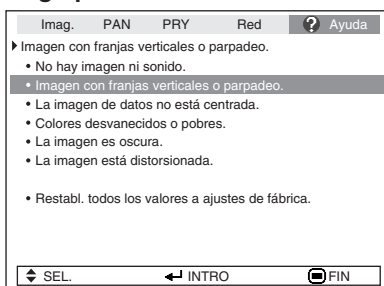 Imag. PAN PRY Red ? Ayuda
Imagen con franjas verticales o parpadeo.
• No hay imagen ni sonido.
• Imagen con franjas verticales o parpadeo.
• La imagen de datos no está centrada.
• Colores desvanecidos o pobres.
• La imagen es oscura.
• La imagen está distorsionada.
• Restabl. todos los valores a ajustes de fábrica.
SEL. INTRO FIN